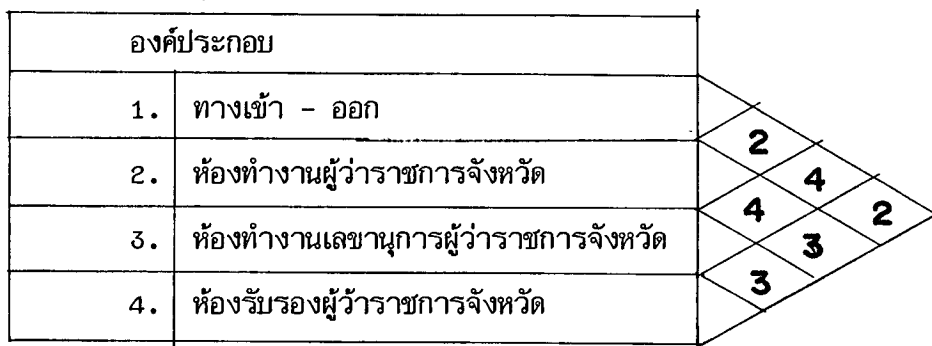 องค์ประกอบ
1. ทางเข้า - ออก
2. ห้องทำงานผู้ว่าราชการจังหวัด
3. ห้องทำงานเลขานุการผู้ว่าราชการจังหวัด
4. ห้องรับรองผู้ว้าราชการจังหวัด
2
4
4
2
3
3